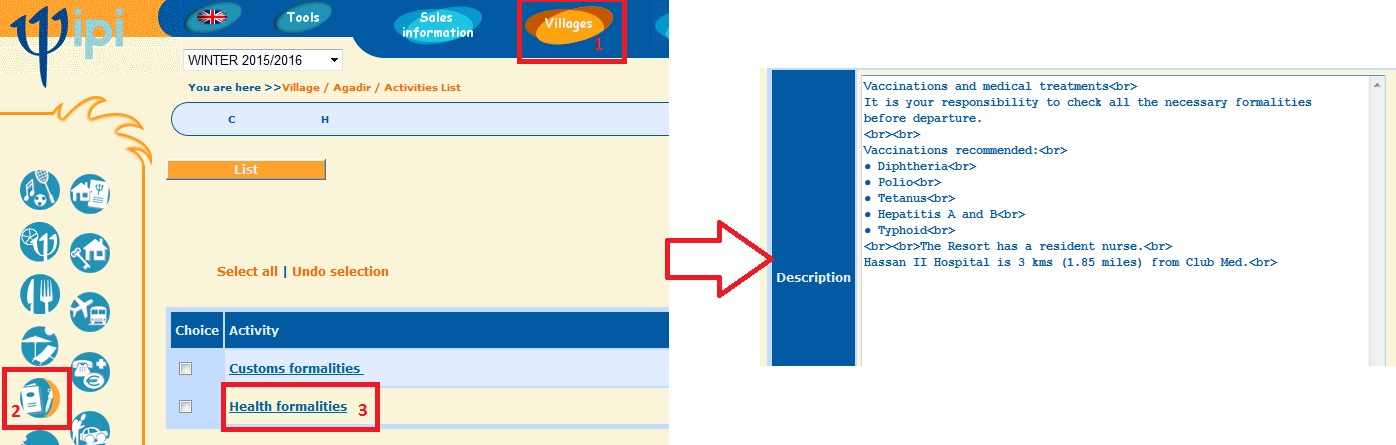 ipi
Tools
Sales
information
Villages
1
WINTER 2015/2016
You are here >>Village / Agadir / Activities List
C H
List
Select all | Undo selection
Choice Activity
Customs formalities
2
Health formalities 3
Description
Vaccinations and medical treatments<br>
It is your responsibility to check all the necessary formalities
before departure.
<br><br>
Vaccinations recommended:<br>
● Diphtheria<br>
● Polio<br>
● Tetanus<br>
● Hepatitis A and B<br>
● Typhoid<br>
<br><br>The Resort has a resident nurse.<br>
Hassan II Hospital is 3 kms (1.85 miles) from Club Med.<br>